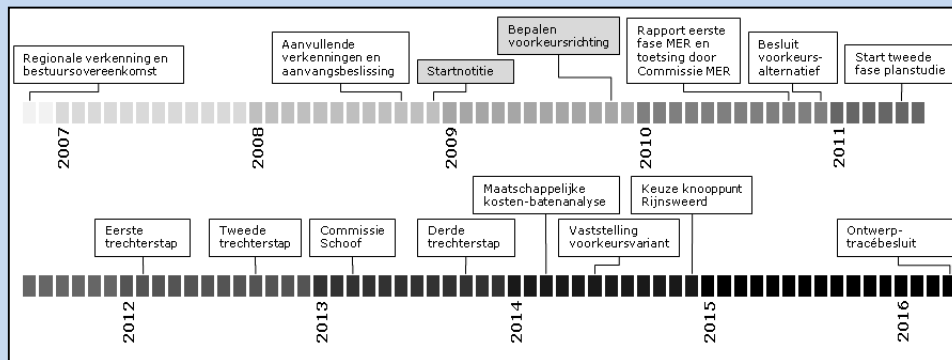 Regionale verkenning en
bestuursovereenkomst
Aanvullende
verkenningen en
aanvangsbeslissing
Startnotitie
Bepalen
voorkeursrichting
Rapport eerste
fase MER en
toetsing door
Commissie MER
Besluit
voorkeurs-
alternatief
Start tweede
fase planstudie
2007
2008
2009
2010
2011
Eerste
trechterstap
Tweede
trechterstap
Commissie
Schoof
Derde
trechterstap
Maatschappelijke
kosten-batenanalyse
Vaststelling
voorkeursvariant
Keuze knooppunt
Rijnsweerd
Ontwerp-
tracébesluit
2012
2013
2014
2015
2016